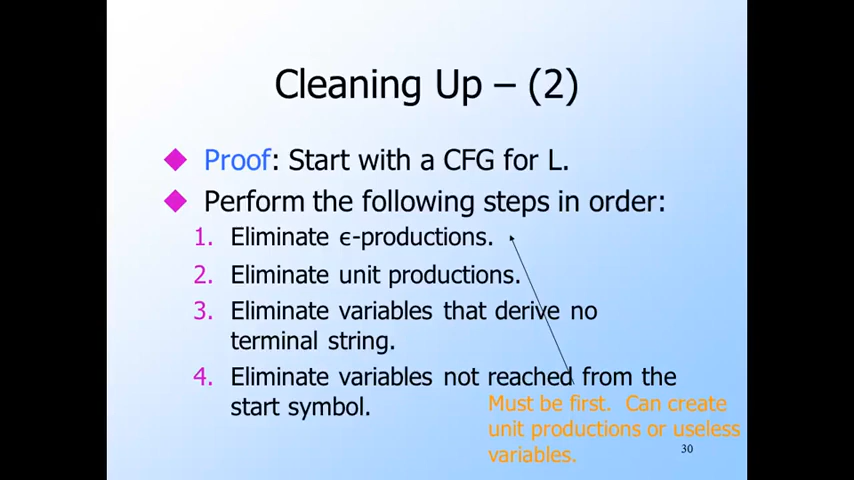 Cleaning Up – (2)
Proof: Start with a CFG for L.
Perform the following steps in order:
1. Eliminate ϵ-productions.
2. Eliminate unit productions.
3. Eliminate variables that derive no
terminal string.
4. Eliminate variables not reached from the
start symbol.
Must be first. Can create
unit productions or useless
variables.
30